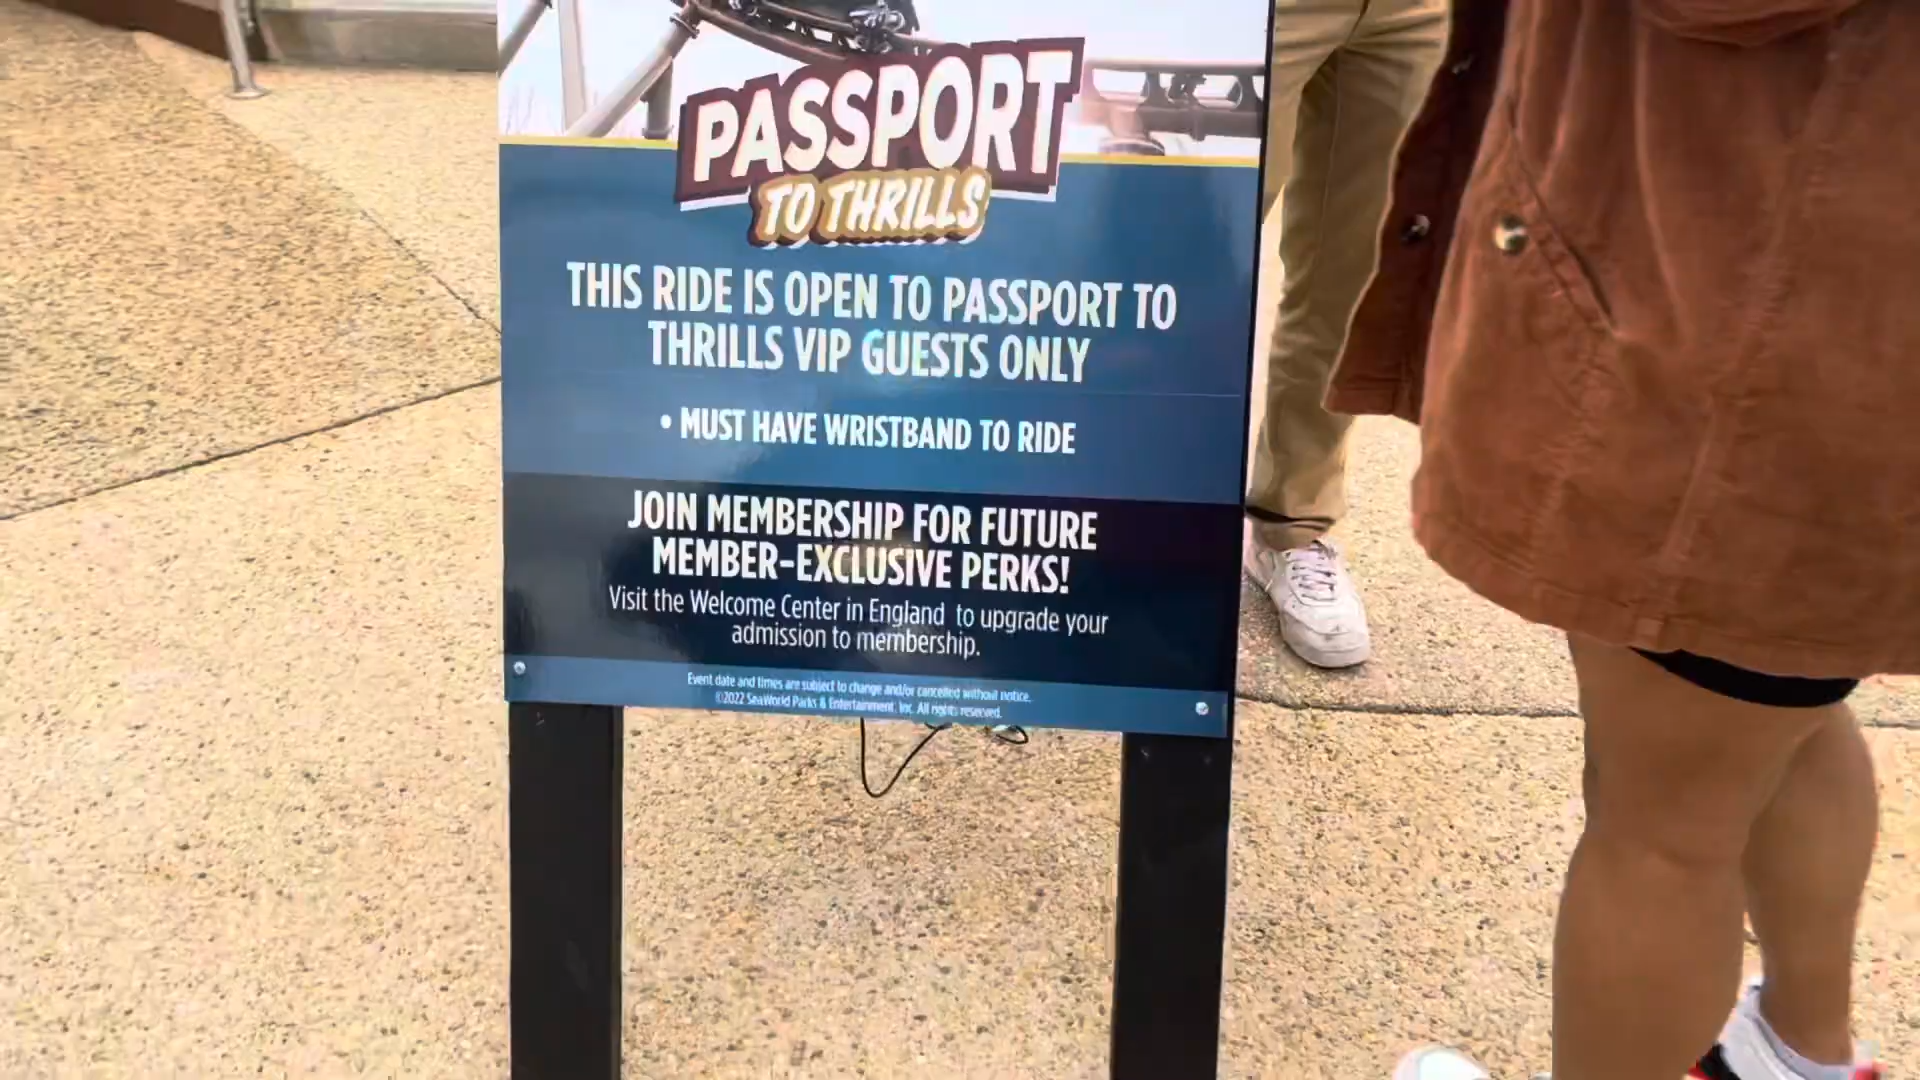 PASSPORT
TO THRILLS
THIS RIDE IS OPEN TO PASSPORT TO
THRILLS VIP GUESTS ONLY
• MUST HAVE WRISTBAND TO RIDE
JOIN MEMBERSHIP FOR FUTURE
MEMBER-EXCLUSIVE PERKS!
Visit the Welcome Center in England to upgrade your
admission to membership.
Event date and times are subject to change and/or cancelled without notice.
©2022 SeaWorld Parks & Entertainment, Inc. All rights reserved.